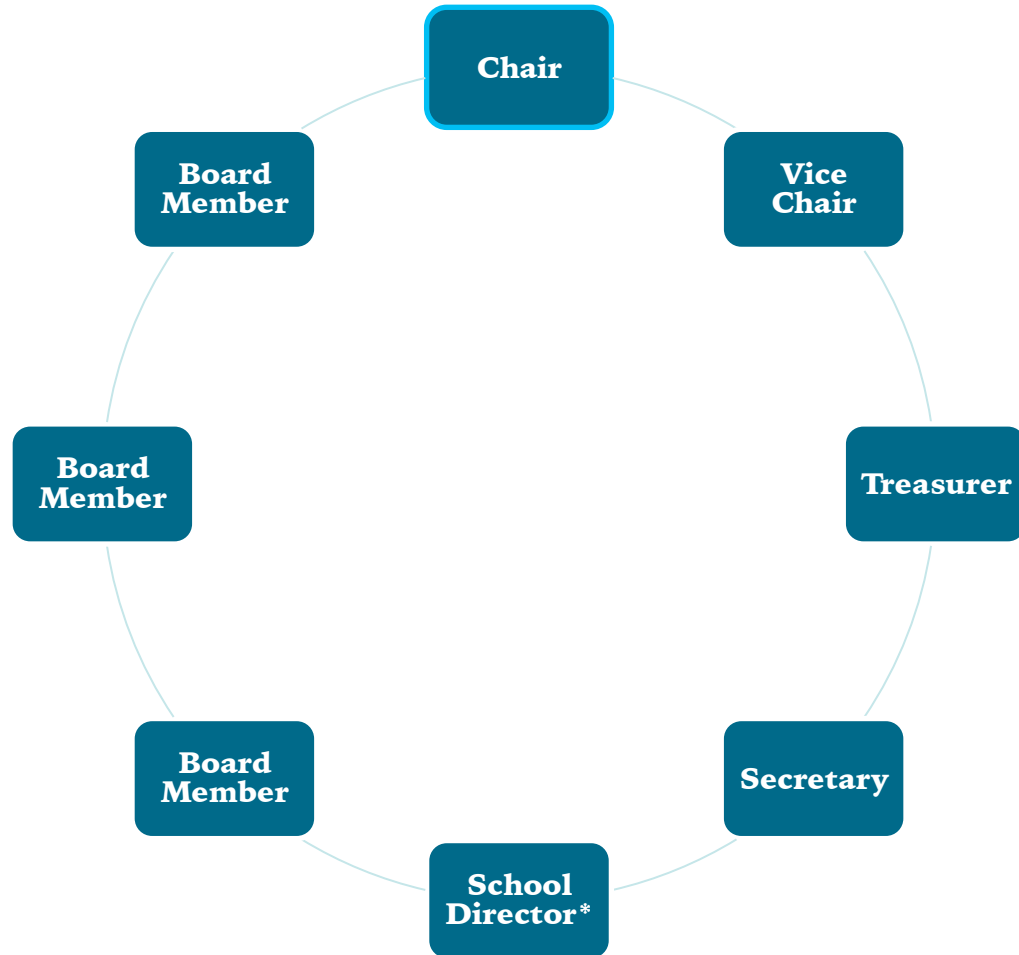 Chair
Vice
Chair
Treasurer
Secretary
School
Director*
Board
Member
Board
Member
Board
Member